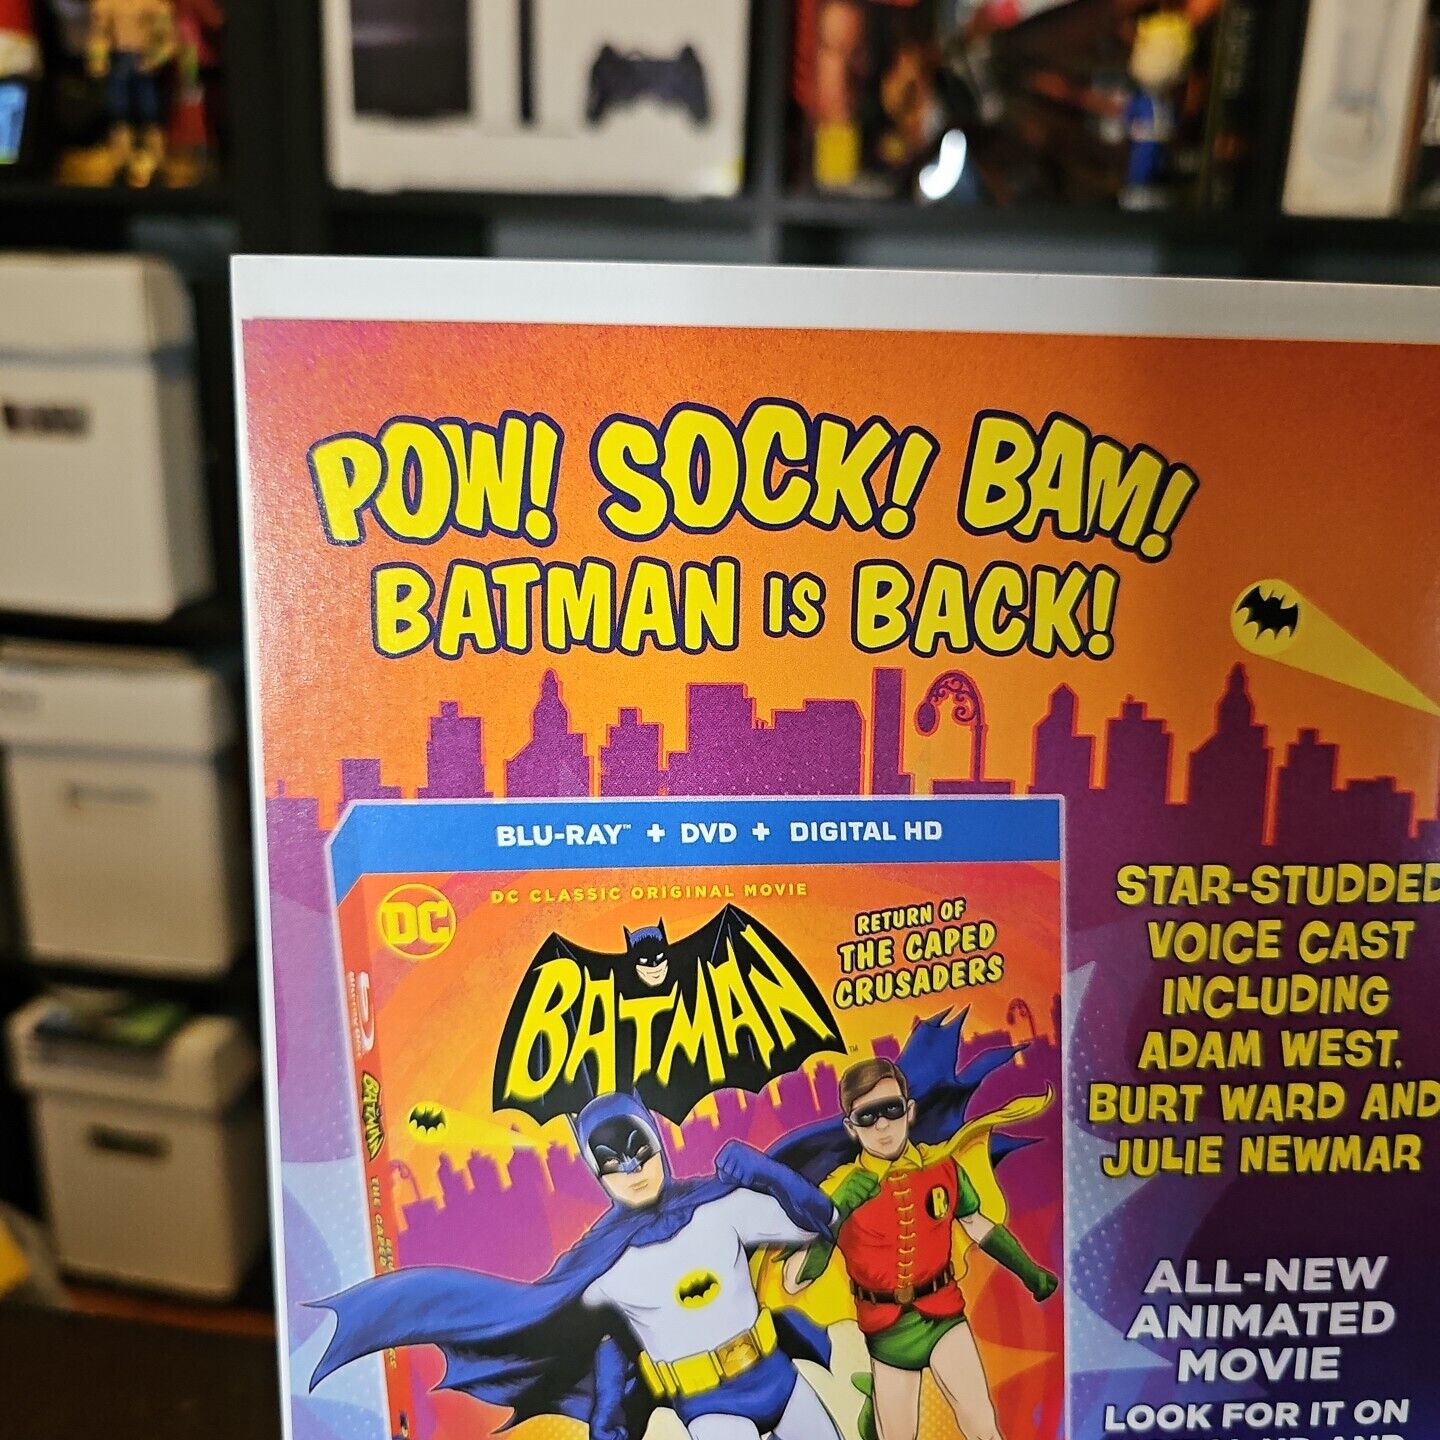 POW! SOCK! BAM!
BATMAN IS BACK!
BLU-RAY™ + DVD + DIGITAL HD
DC CLASSIC ORIGINAL MOVIE
DC
RETURN OF
THE CAPED
CRUSADERS
BATMAN
BATMAN
R
STAR-STUDDED
VOICE CAST
INCLUDING
ADAM WEST,
BURT WARD AND
JULIE NEWMAR
ALL-NEW
ANIMATED
MOVIE
LOOK FOR IT ON